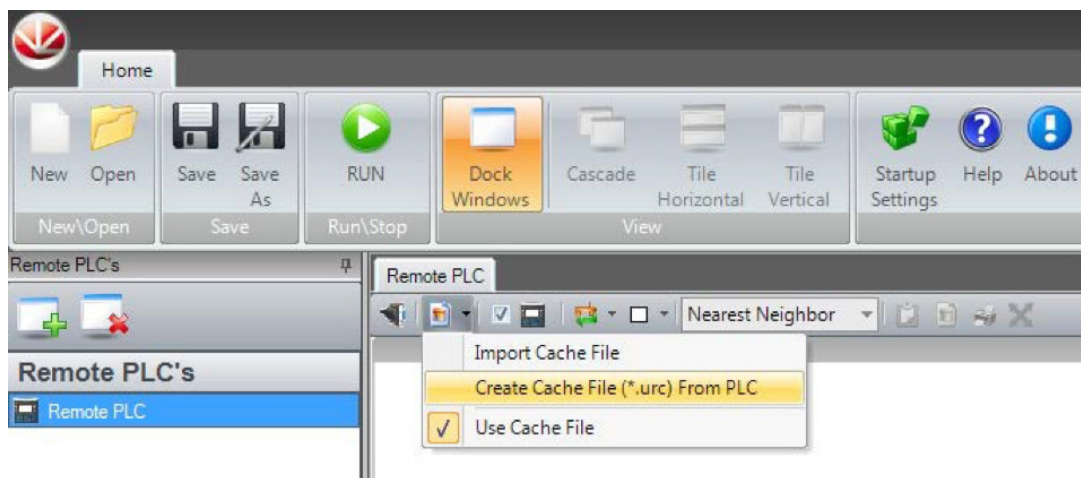 Home
New
Open
Save
Save
As
RUN
Dock
Windows
Cascade
Tile
Horizontal
Tile
Vertical
Startup
Settings
Help
About
New\Open
Save
Run\Stop
View
Remote PLC's
Remote PLC
Nearest Neighbor
Import Cache File
Remote PLC's
Create Cache File (*.urc) From PLC
Remote PLC
Use Cache File